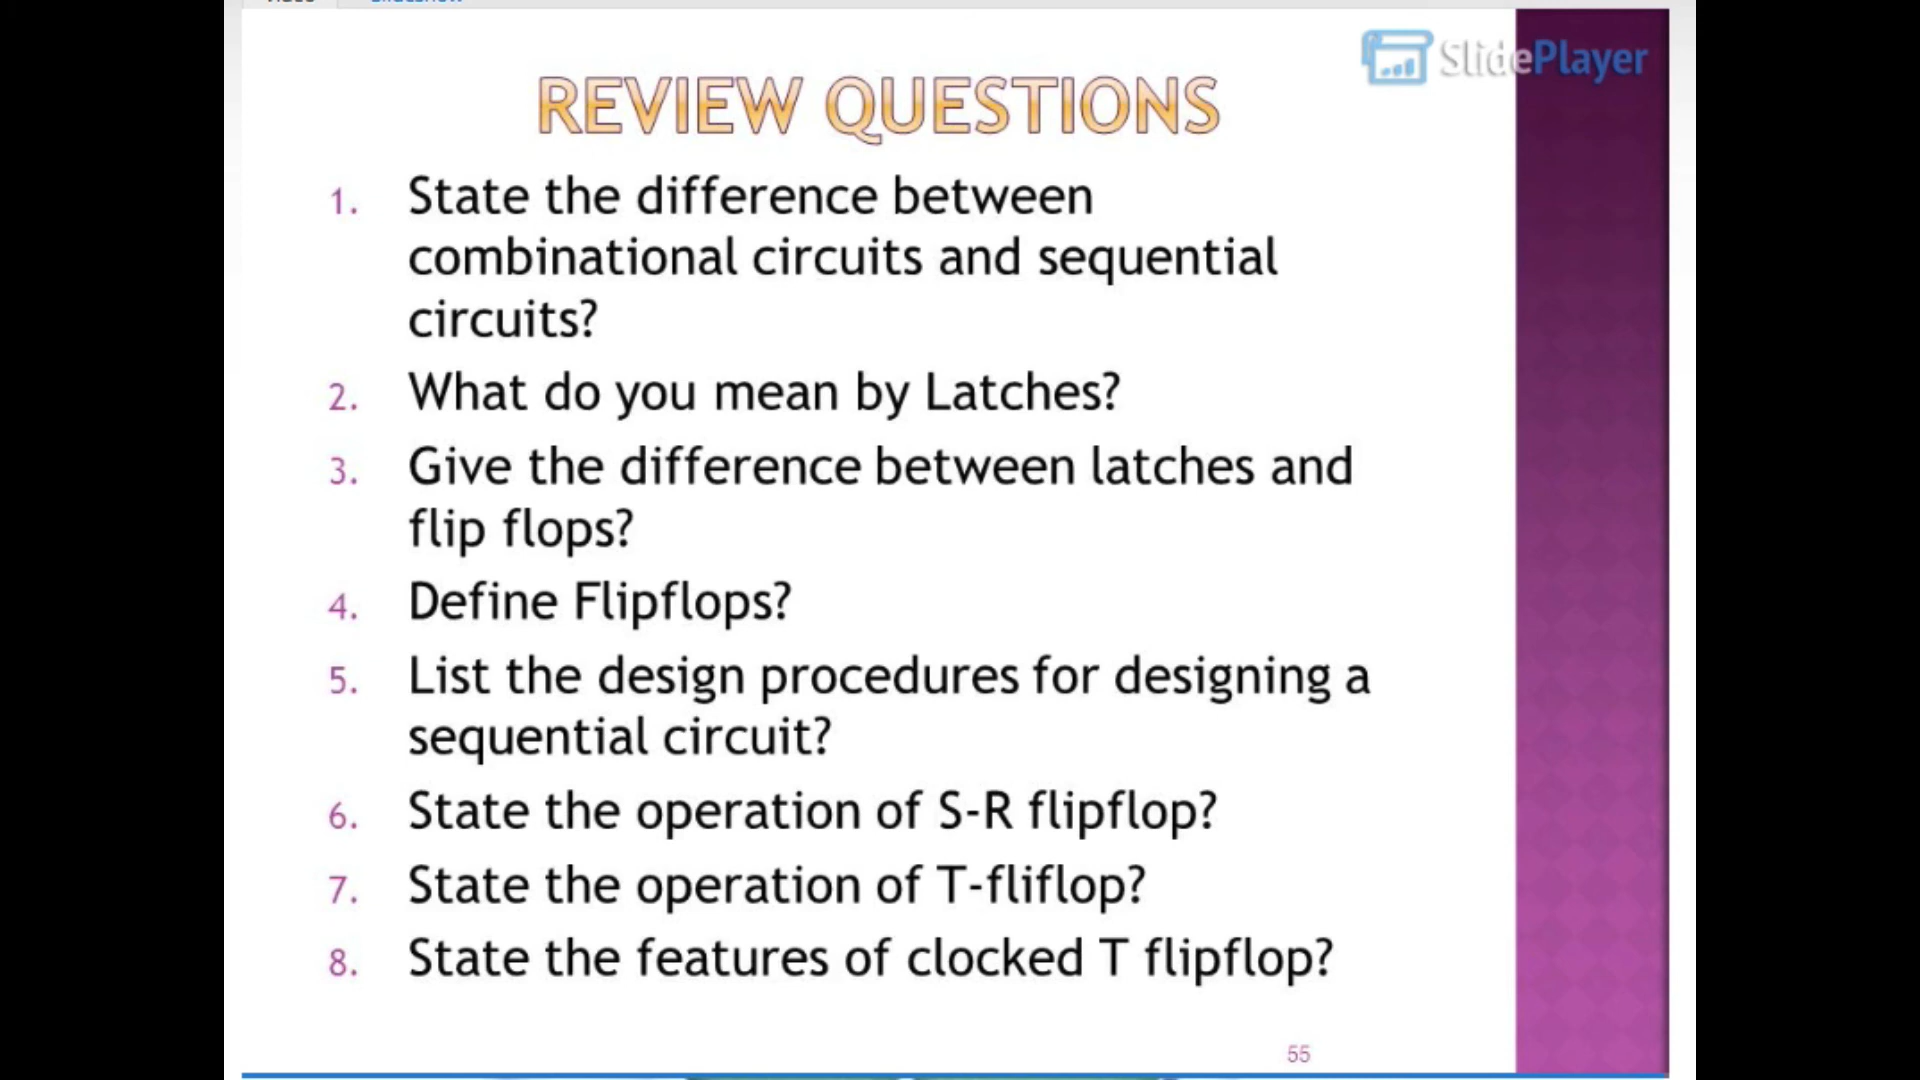 SlidePlayer
REVIEW QUESTIONS
1. State the difference between
combinational circuits and sequential
circuits?
2. What do you mean by Latches?
3. Give the difference between latches and
flip flops?
4. Define Flipflops?
5. List the design procedures for designing a
sequential circuit?
6. State the operation of S-R flipflop?
7. State the operation of T-fliflop?
8. State the features of clocked T flipflop?
55